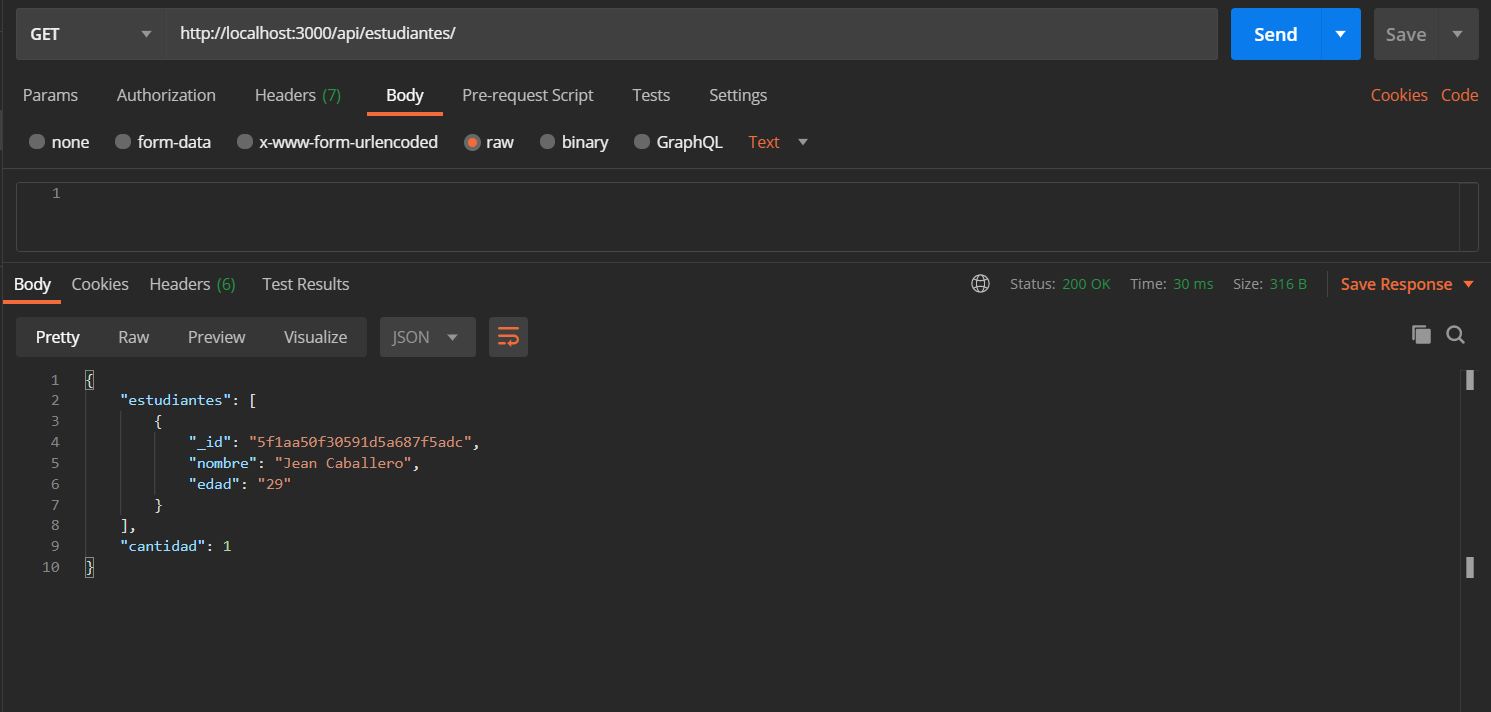 GET http://localhost:3000/api/estudiantes/ Send Save
Params Authorization Headers (7) Body Pre-request Script Tests Settings Cookies Code
none form-data x-www-form-urlencoded raw binary GraphQL Text
1
Body Cookies Headers (6) Test Results Status: 200 OK Time: 30 ms Size: 316 B Save Response
Pretty Raw Preview Visualize JSON
1 {
2 "estudiantes": [
3 {
4 "_id": "5f1aa50f30591d5a687f5adc",
5 "nombre": "Jean Caballero",
6 "edad": "29"
7 }
8 ],
9 "cantidad": 1
10 }